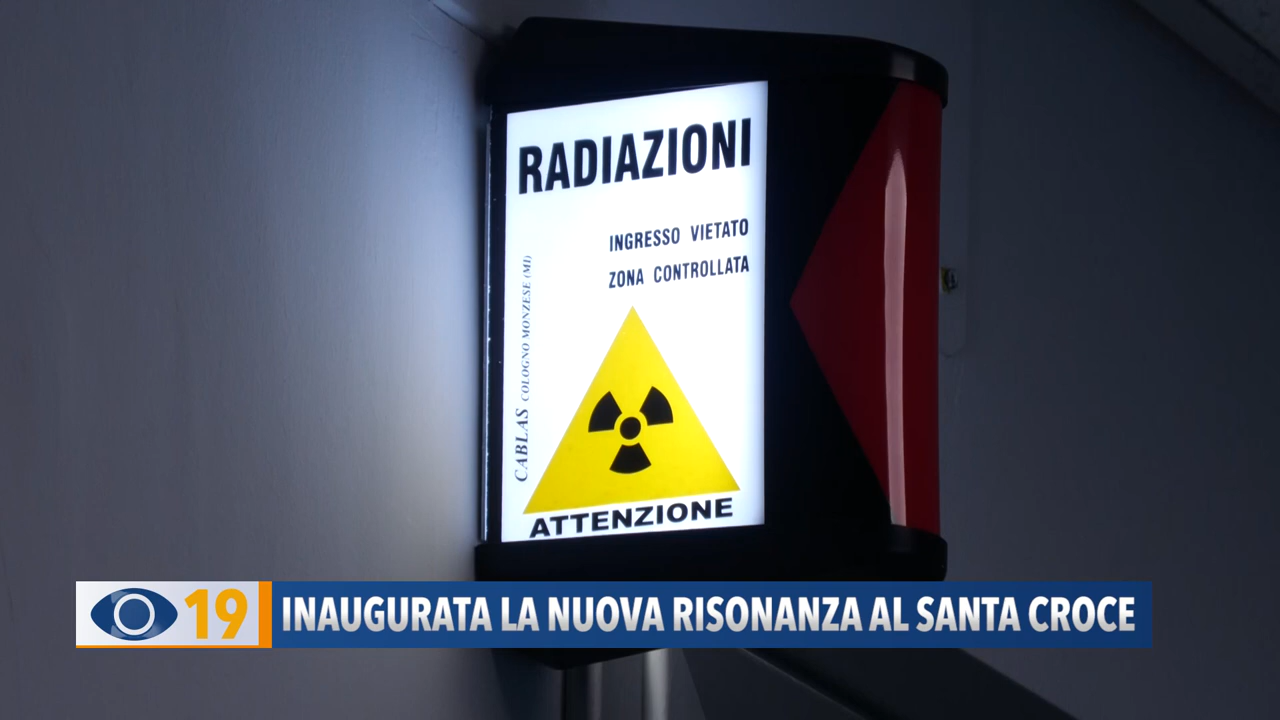 RADIAZIONI
INGRESSO VIETATO
ZONA CONTROLLATA
CABLAS COLOGNO MONZESE (MI)
ATTENZIONE
19
INAUGURATA LA NUOVA RISONANZA AL SANTA CROCE